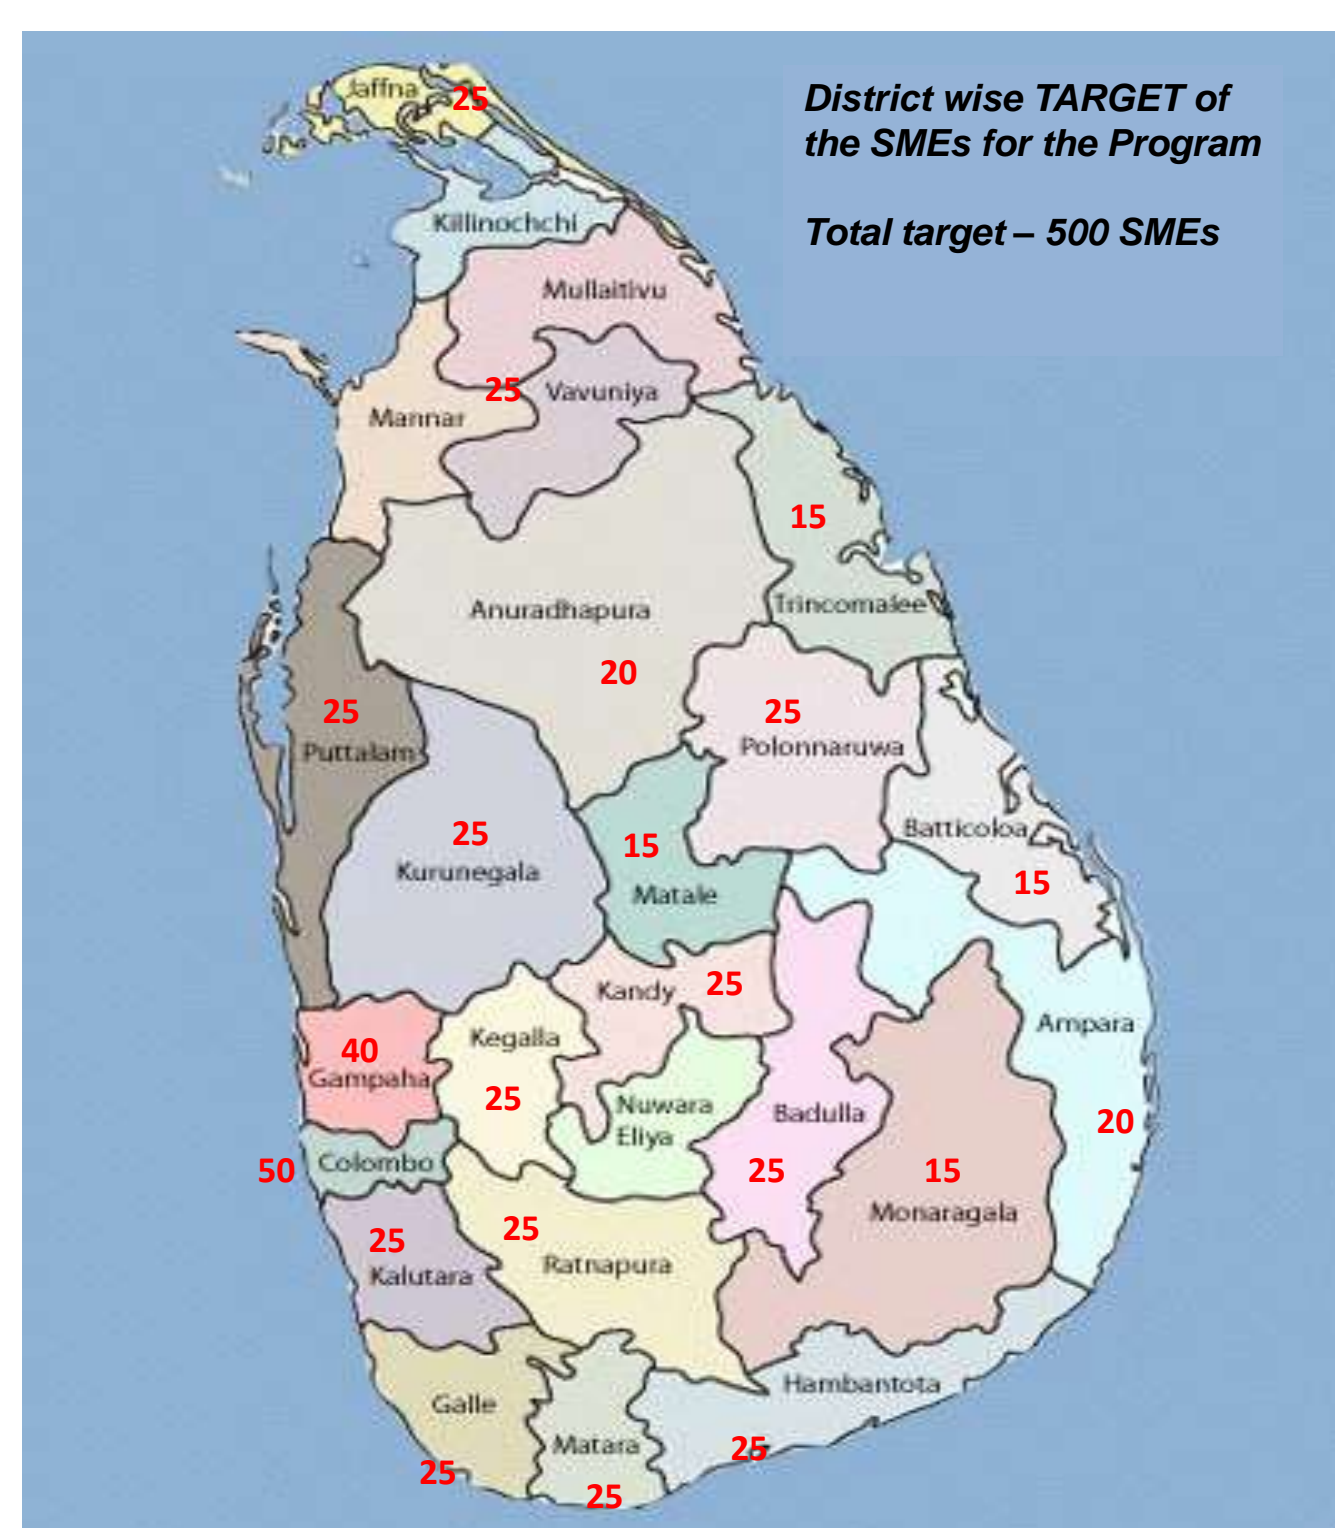 District wise TARGET of
the SMEs for the Program
Total target – 500 SMEs
Jaffna
25
Killinochchi
Mullaitivu
25
Vavuniya
Mannar
15
Trincomalee
Anuradhapura
20
25
Puttalam
25
Polonnaruwa
25
Kurunegala
15
Matale
Batticoloa
15
Kandy
25
Kegalla
25
40
Gampaha
Ampara
20
Nuwara
Eliya
Badulla
25
15
Monaragala
50
Colombo
25
Kalutara
25
Ratnapura
Hambantota
25
Galle
25
Matara
25